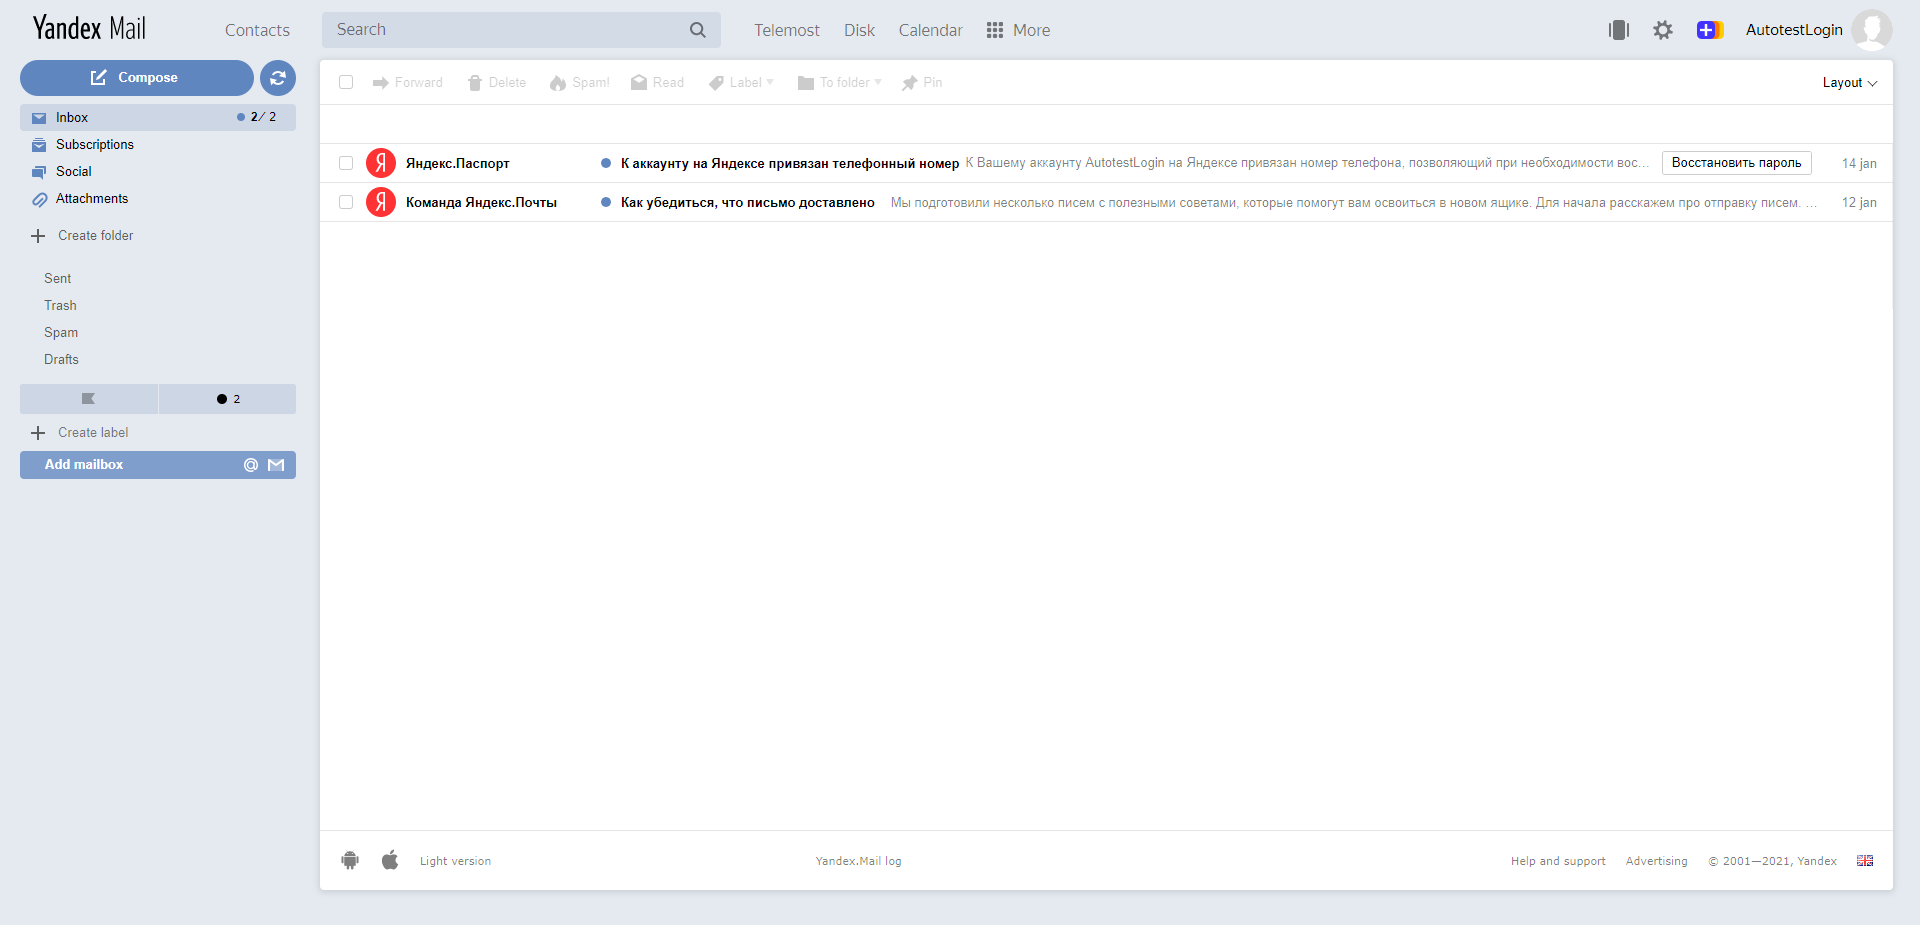 Yandex Mail
Contacts
Search
Telemost
Disk
Calendar
More
AutotestLogin
Compose
Inbox
2 / 2
Subscriptions
Social
Attachments
Create folder
Sent
Trash
Spam
Drafts
2
Create label
Add mailbox
Forward
Delete
Spam!
Read
Label
To folder
Pin
Layout
Я Яндекс.Паспорт К аккаунту на Яндексе привязан телефонный номер К Вашему аккаунту AutotestLogin на Яндексе привязан номер телефона, позволяющий при необходимости вос... Восстановить пароль 14 jan
Я Команда Яндекс.Почты Как убедиться, что письмо доставлено Мы подготовили несколько писем с полезными советами, которые помогут вам освоиться в новом ящике. Для начала расскажем про отправку писем. ... 12 jan
Light version
Yandex.Mail log
Help and support
Advertising
© 2001—2021, Yandex